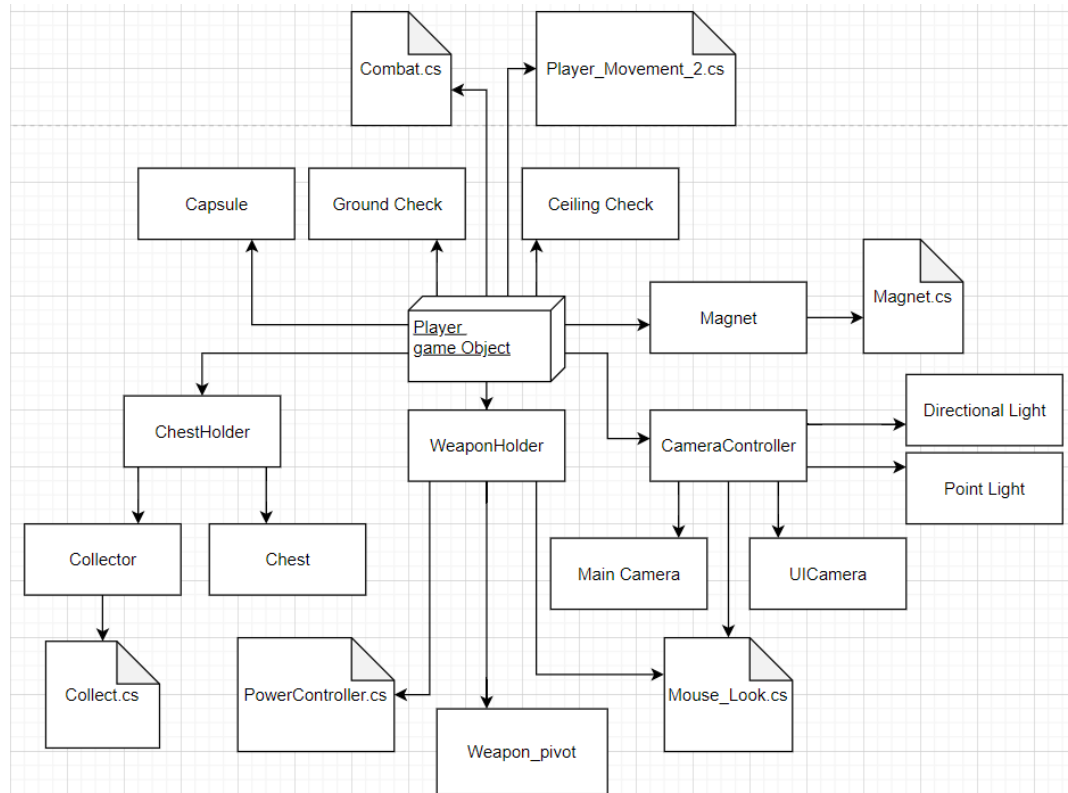 Combat.cs
Player_Movement_2.cs
Capsule
Ground Check
Ceiling Check
Magnet.cs
Magnet
Player
game Object
Directional Light
ChestHolder
WeaponHolder
CameraController
Point Light
Collector
Chest
Main Camera
UICamera
Collect.cs
PowerController.cs
Mouse_Look.cs
Weapon_pivot